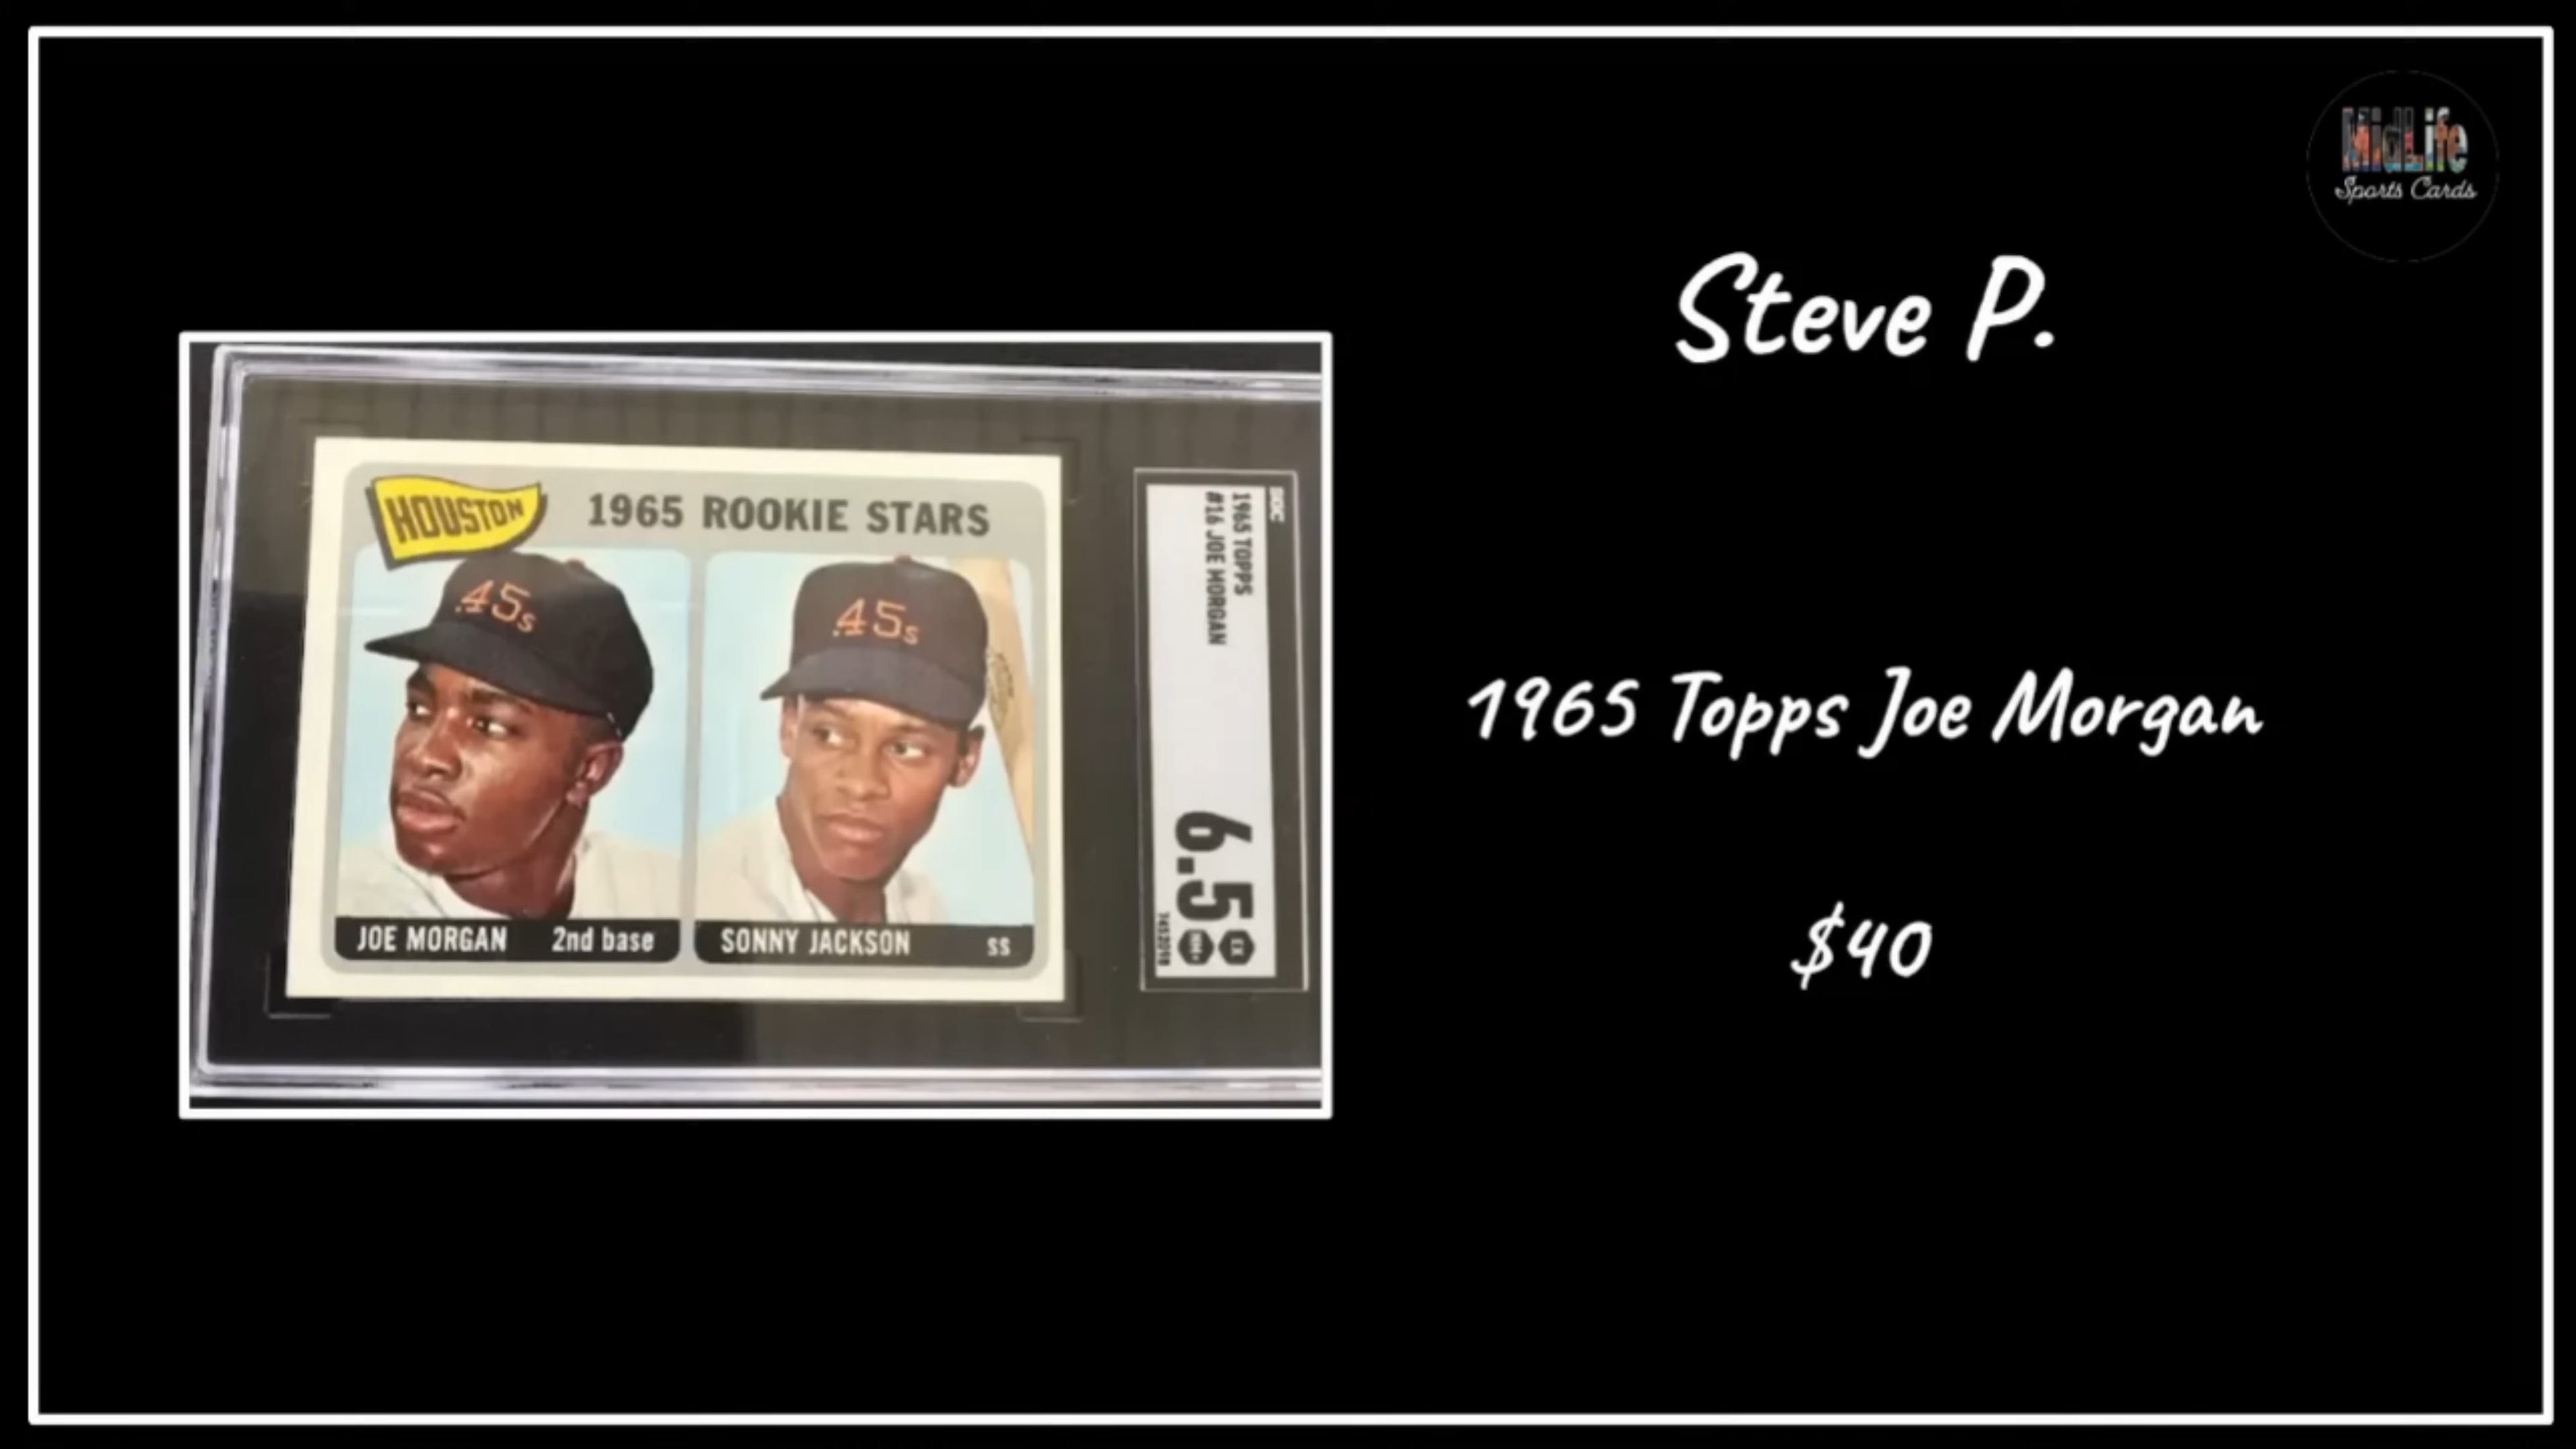 MidLife
Sports Cards
Steve P.
HOUSTON
1965 ROOKIE STARS
.45s
.45s
JOE MORGAN 2nd base
SONNY JACKSON SS
SGC
1965 TOPPS
#16 JOE MORGAN
6.5
EX
1965 Topps Joe Morgan
$40